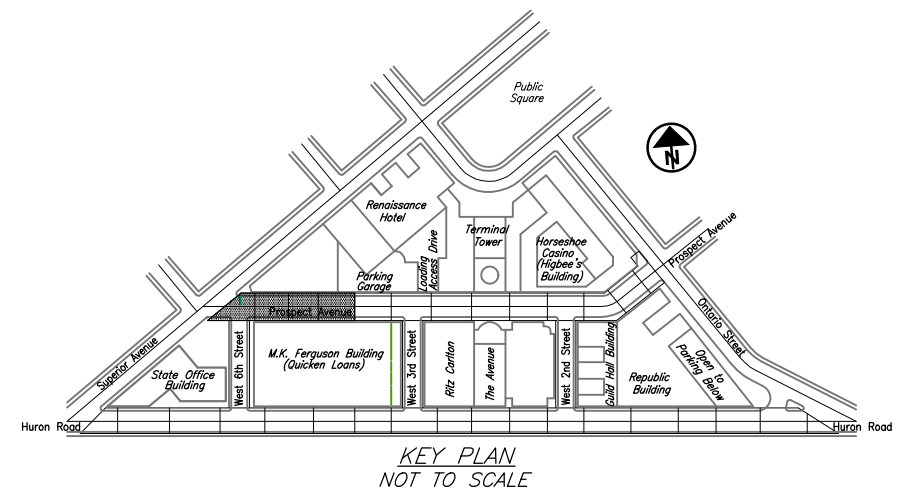 Public
Square
N
Renaissance
Hotel
Terminal
Tower
Prospect Avenue
Loading
Access Drive
Horseshoe
Casino
(Higbee's
Building)
Parking
Garage
Prospect Avenue
Ontario Street
Superior Avenue
West 6th Street
M.K. Ferguson Building
(Quicken Loans)
West 3rd Street
Ritz Carlton
The Avenue
West 2nd Street
Guild Hall Building
Open to
Parking Below
State Office
Building
Republic
Building
Huron Road
Huron Road
KEY PLAN
NOT TO SCALE